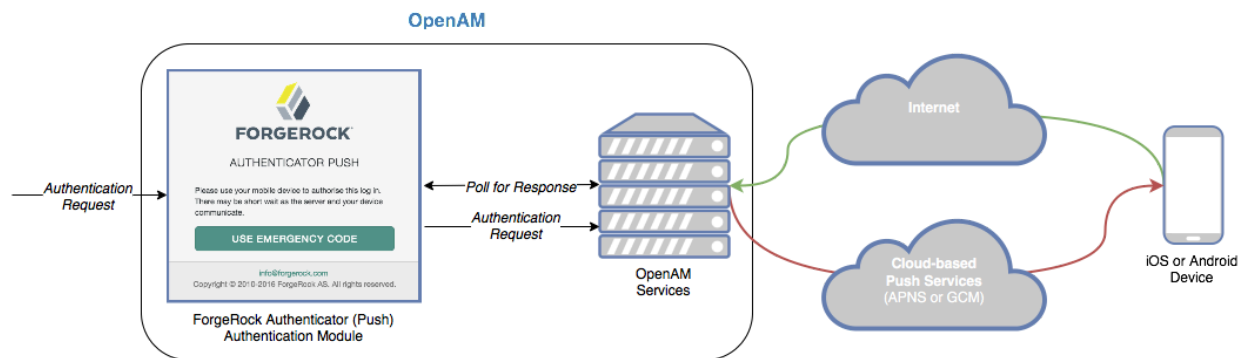 OpenAM
FORGEROCK
AUTHENTICATOR PUSH
Please use your mobile device to authorise this log in.
There may be short wait as the server and your device
communicate.
USE EMERGENCY CODE
info@forgerock.com
Copyright © 2010-2016 ForgeRock AS. All rights reserved.
ForgeRock Authenticator (Push)
Authentication Module
Authentication
Request
Poll for Response
Authentication
Request
OpenAM
Services
Internet
Cloud-based
Push Services
(APNS or GCM)
iOS or Android
Device